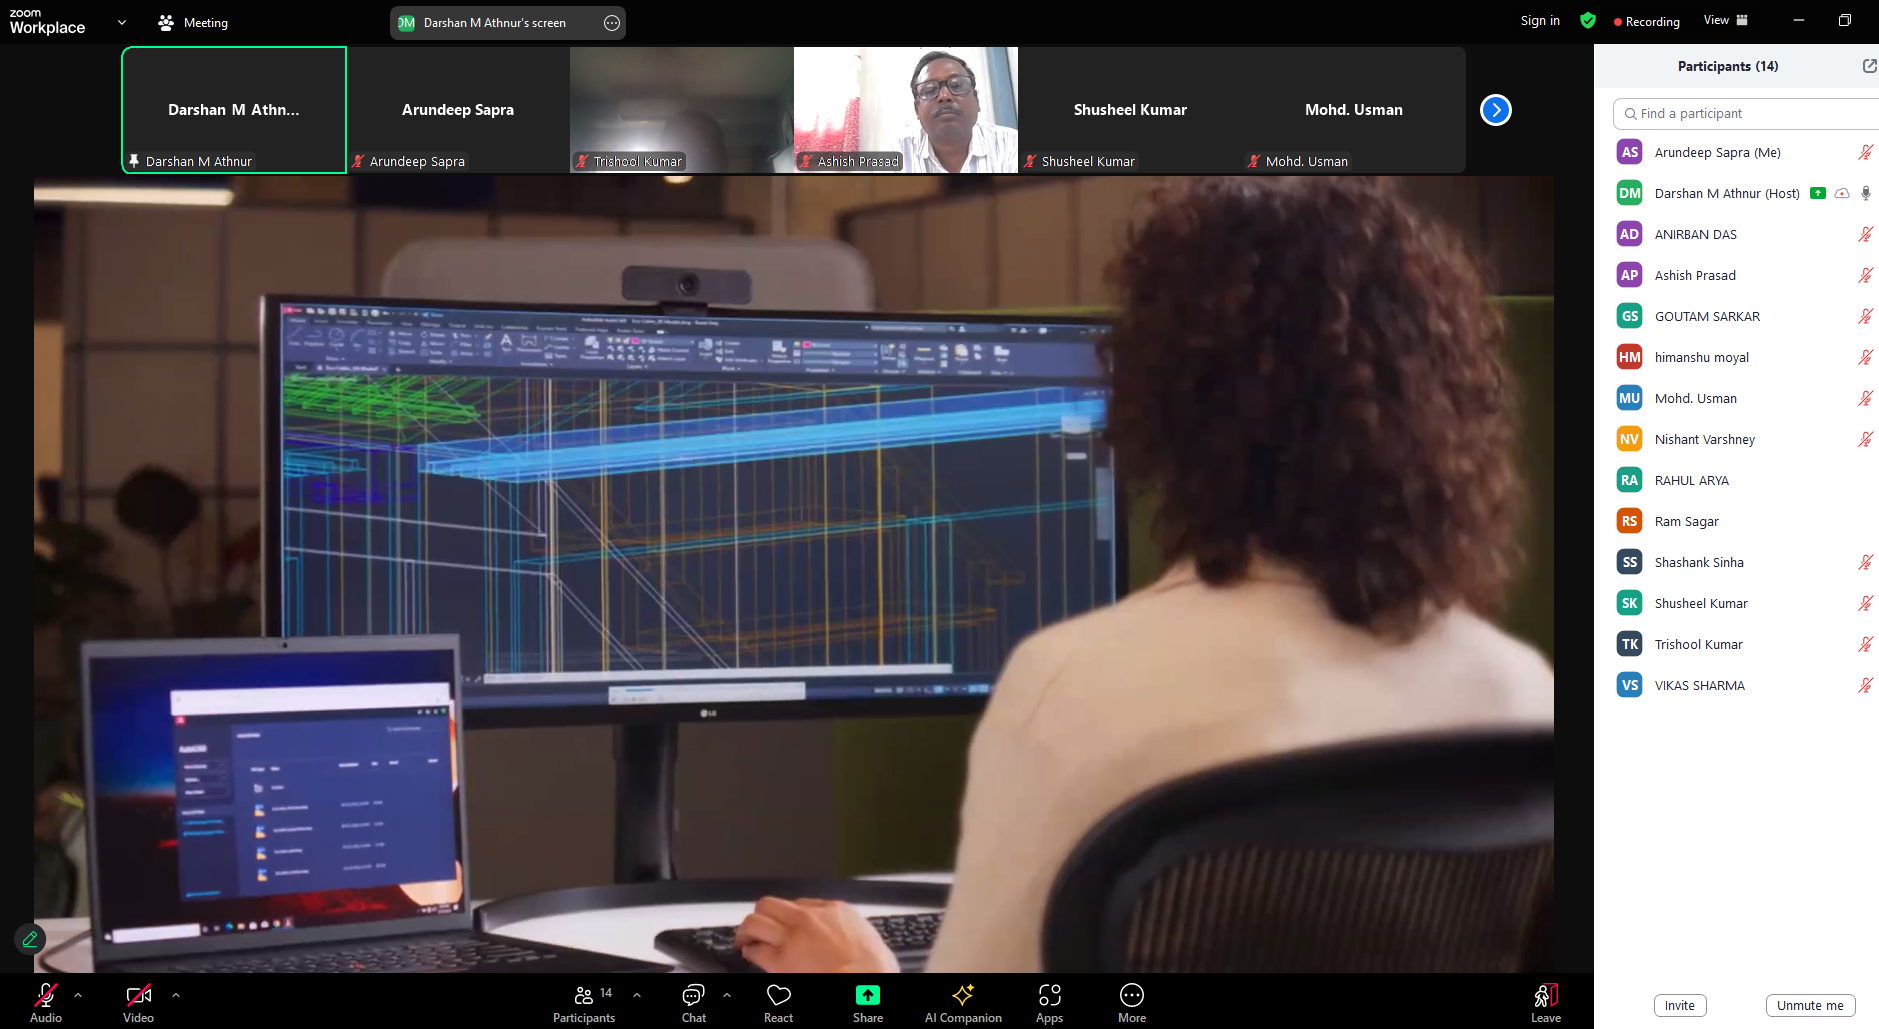 zoom
Workplace
Meeting
DM Darshan M Athnur's screen
Sign in
Recording
View
Darshan M Athn...
Darshan M Athnur
Arundeep Sapra
Arundeep Sapra
Trishool Kumar
Ashish Prasad
Shusheel Kumar
Shusheel Kumar
Mohd. Usman
Mohd. Usman
Participants (14)
Find a participant
AS Arundeep Sapra (Me)
DM Darshan M Athnur (Host)
AD ANIRBAN DAS
AP Ashish Prasad
GS GOUTAM SARKAR
HM himanshu moyal
MU Mohd. Usman
NV Nishant Varshney
RA RAHUL ARYA
RS Ram Sagar
SS Shashank Sinha
SK Shusheel Kumar
TK Trishool Kumar
VS VIKAS SHARMA
LG
Audio
Video
14
Participants
Chat
React
Share
AI Companion
Apps
More
Leave
Invite
Unmute me